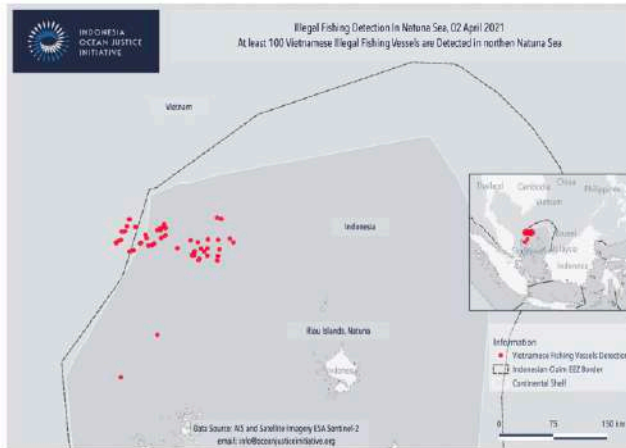 INDONESIA
OCEAN JUSTICE
INITIATIVE
Illegal Fishing Detection In Natuna Sea, 02 April 2021
At least 100 Vietnamese Illegal Fishing Vessels are Detected in northen Natuna Sea
Vietnam
Indonesia
Riau Islands, Natuna
Indonesia
Thailand
Cambodia
China
Vietnam
Philippines
Brunei
Malaysia
Indonesia
Information
Vietnamese Fishing Vessels Detection
Indonesian Claim EEZ Border
Continental Shelf
0 75 150 km
Data Source: AIS and Satellite Imagery ESA Sentinel-2
email: info@oceanjusticeinitiative.org